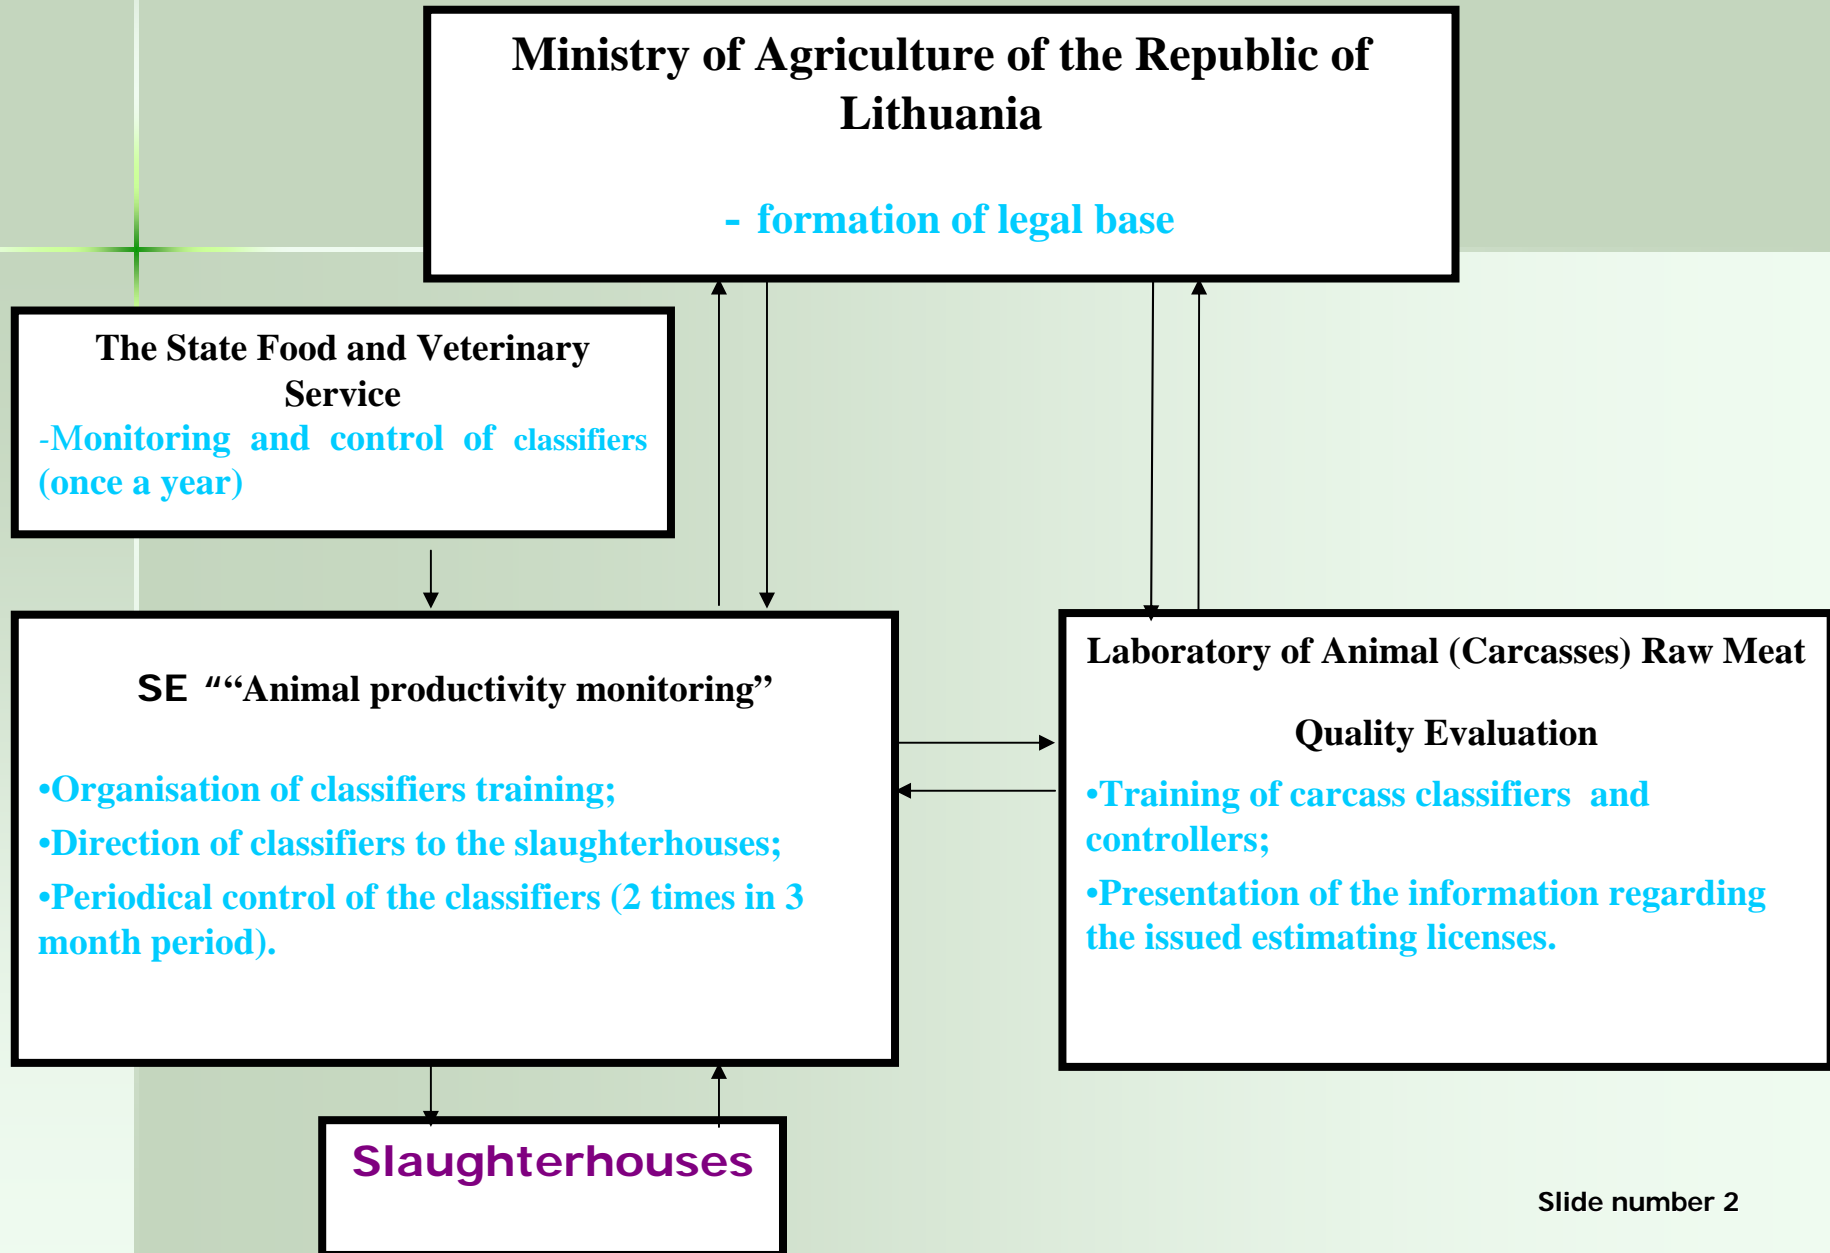 Ministry of Agriculture of the Republic of
Lithuania
- formation of legal base
The State Food and Veterinary
Service
-Monitoring and control of classifiers
(once a year)
SE "“Animal productivity monitoring”
•Organisation of classifiers training;
•Direction of classifiers to the slaughterhouses;
•Periodical control of the classifiers (2 times in 3
month period).
Laboratory of Animal (Carcasses) Raw Meat
Quality Evaluation
•Training of carcass classifiers and
controllers;
•Presentation of the information regarding
the issued estimating licenses.
Slaughterhouses
Slide number 2